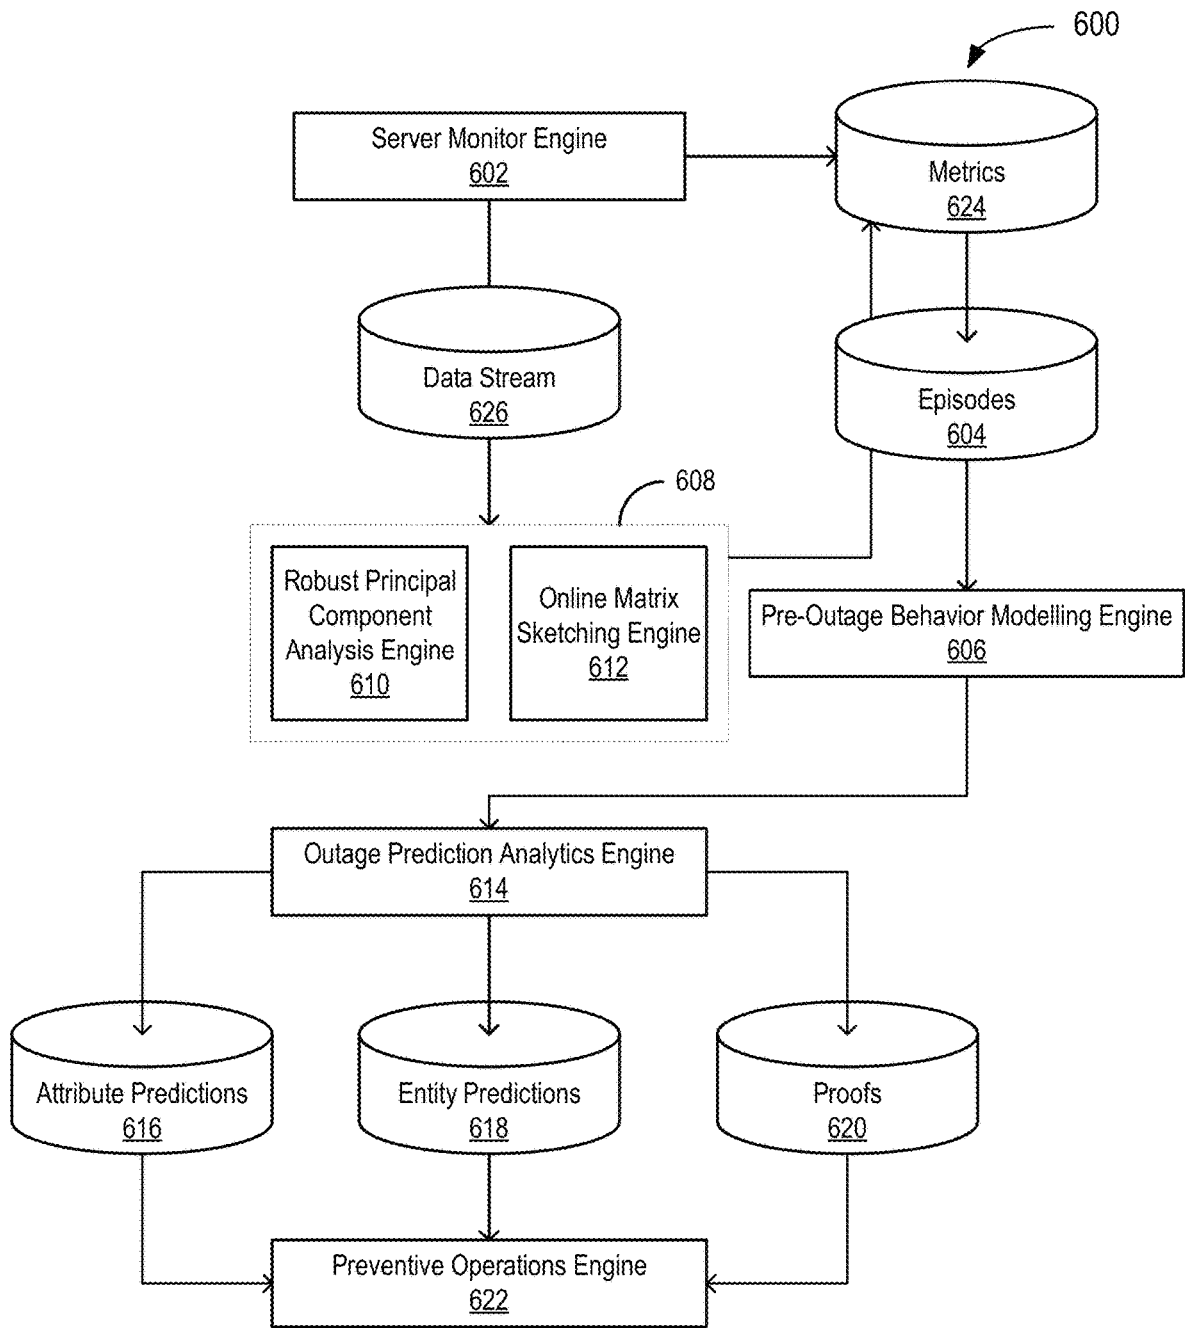 600
Server Monitor Engine
602
Metrics
624
Data Stream
626
Episodes
604
608
Robust Principal
Component
Analysis Engine
610
Online Matrix
Sketching Engine
612
Pre-Outage Behavior Modelling Engine
606
Outage Prediction Analytics Engine
614
Attribute Predictions
616
Entity Predictions
618
Proofs
620
Preventive Operations Engine
622